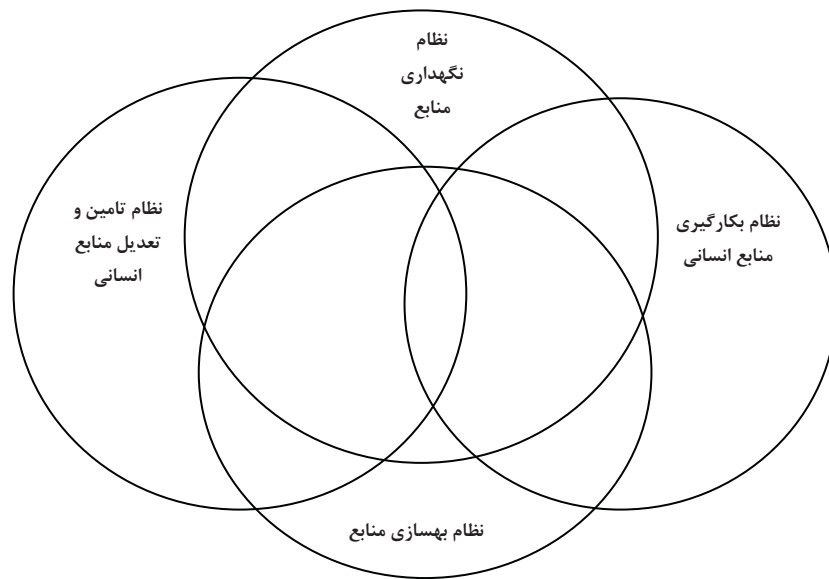 نظام
نگهداری
منابع
نظام بکارگیری
منابع انسانی
نظام تامین و
تعدیل منابع
انسانی
نظام بهسازی منابع